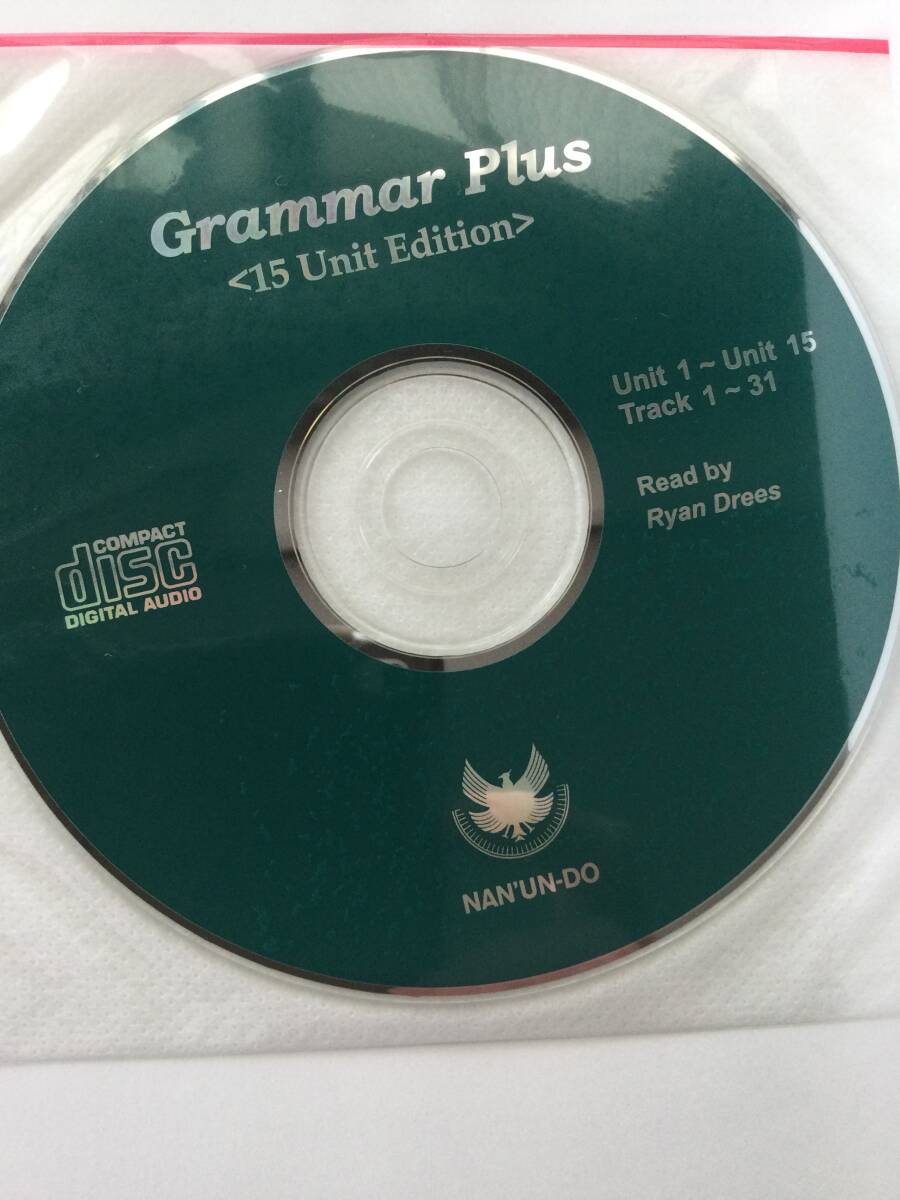 Grammar Plus
<15 Unit Edition>
Unit 1 ~ Unit 15
Track 1 ~ 31
Read by
Ryan Drees
COMPACT
disc
DIGITAL AUDIO
NAN'UN-DO